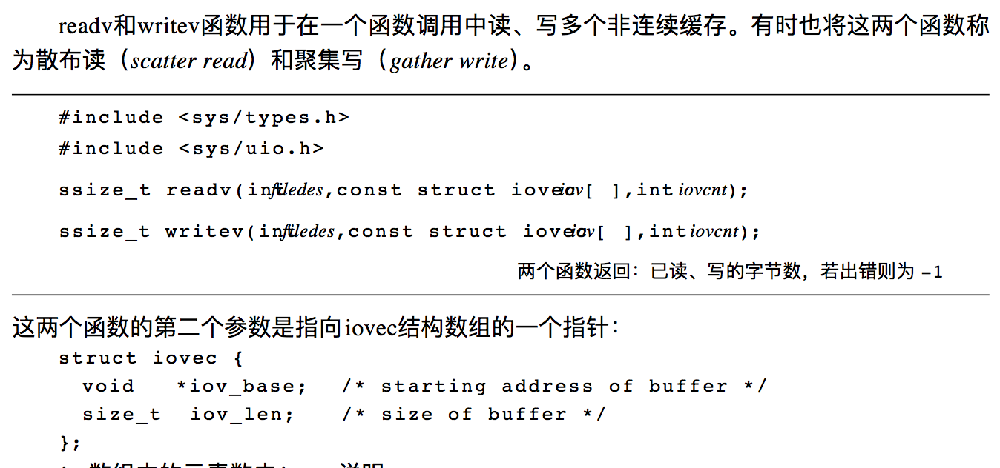 readv和writev函数用于在一个函数调用中读、写多个非连续缓存。有时也将这两个函数称
为散布读（scatter read）和聚集写（gather write）。
#include <sys/types.h>
#include <sys/uio.h>
ssize_t readv(int filedes,const struct iovec iov[ ],int iovcnt);
ssize_t writev(int filedes,const struct iovec iov[ ],int iovcnt);
两个函数返回：已读、写的字节数，若出错则为 -1
这两个函数的第二个参数是指向iovec结构数组的一个指针：
struct iovec {
void *iov_base; /* starting address of buffer */
size_t iov_len; /* size of buffer */
};